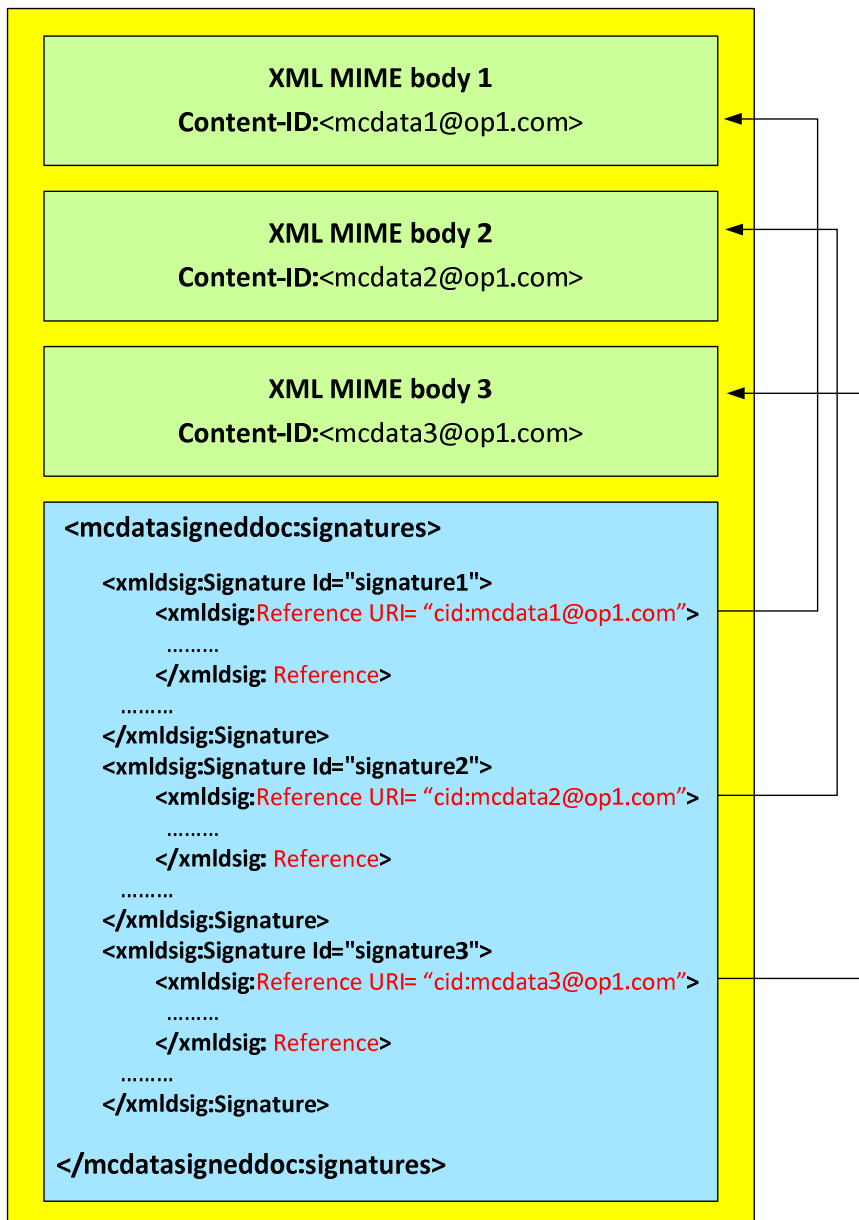 XML MIME body 1
Content-ID:<mcdata1@op1.com>
XML MIME body 2
Content-ID:<mcdata2@op1.com>
XML MIME body 3
Content-ID:<mcdata3@op1.com>
<mcdatasigneddoc:signatures>
<xmldsig:Signature Id="signature1">
<xmldsig:Reference URI= “cid:mcdata1@op1.com”>
………
</xmldsig: Reference>
………
</xmldsig:Signature>
<xmldsig:Signature Id="signature2">
<xmldsig:Reference URI= “cid:mcdata2@op1.com”>
………
</xmldsig: Reference>
………
</xmldsig:Signature>
<xmldsig:Signature Id="signature3">
<xmldsig:Reference URI= “cid:mcdata3@op1.com”>
………
</xmldsig: Reference>
………
</xmldsig:Signature>
</mcdatasigneddoc:signatures>